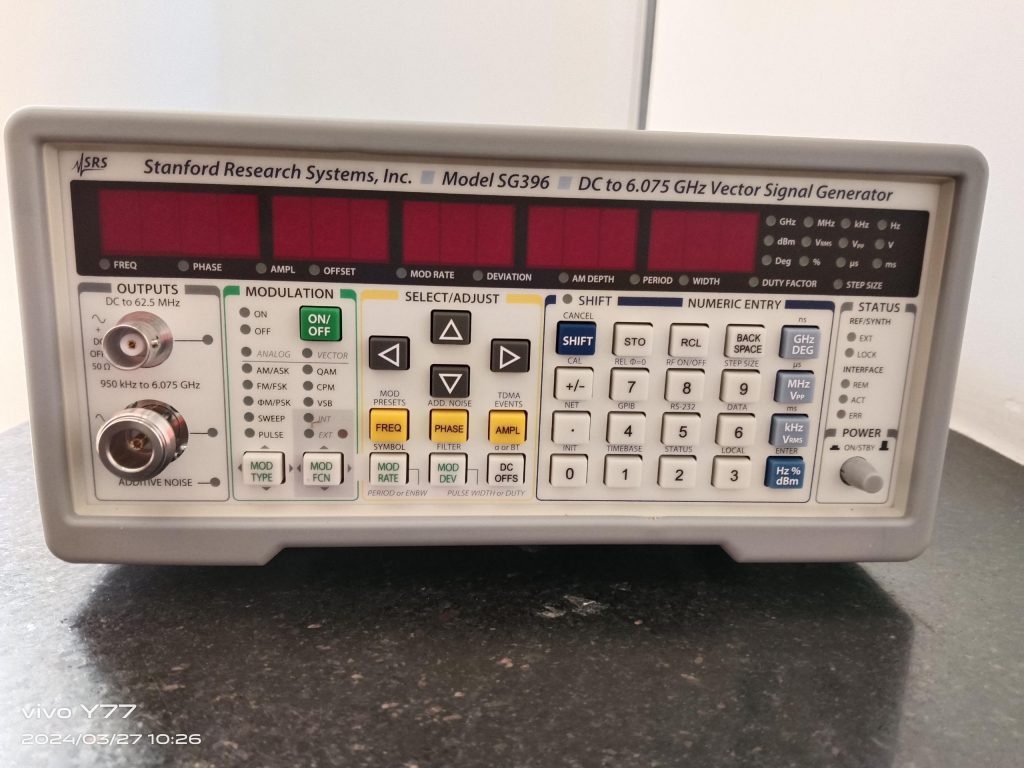 SRS Stanford Research Systems, Inc. Model SG396 DC to 6.075 GHz Vector Signal Generator
GHz MHz kHz Hz
dBm VRMS VPP V
Deg % µs ms
FREQ PHASE AMPL OFFSET MOD RATE DEVIATION AM DEPTH PERIOD WIDTH DUTY FACTOR STEP SIZE
OUTPUTS
DC to 62.5 MHz
50 Ω
950 kHz to 6.075 GHz
ADDITIVE NOISE
MODULATION
ON
OFF
ON/
OFF
ANALOG VECTOR
AM/ASK QAM
FM/FSK CPM
ΦM/PSK VSB
SWEEP INT
PULSE EXT
MOD
TYPE
MOD
FCN
SELECT/ADJUST
MOD
PRESETS
ADD. NOISE
TDMA
EVENTS
FREQ PHASE AMPL
SYMBOL FILTER α or BT
MOD
RATE
MOD
DEV
DC
OFFS
PERIOD or ENBW PULSE WIDTH or DUTY
SHIFT NUMERIC ENTRY
CANCEL ns
SHIFT STO RCL BACK
SPACE
GHz
DEG
CAL REL Φ=0 RF ON/OFF STEP SIZE µs
+/- 7 8 9 MHz
VPP
NET GPIB RS-232 DATA ms
. 4 5 6 kHz
VRMS
INIT TIMEBASE STATUS LOCAL ENTER
0 1 2 3 Hz %
dBm
STATUS
REF/SYNTH
EXT
LOCK
INTERFACE
REM
ACT
ERR
POWER
ON/STBY
vivo Y77
2024/03/27 10:26